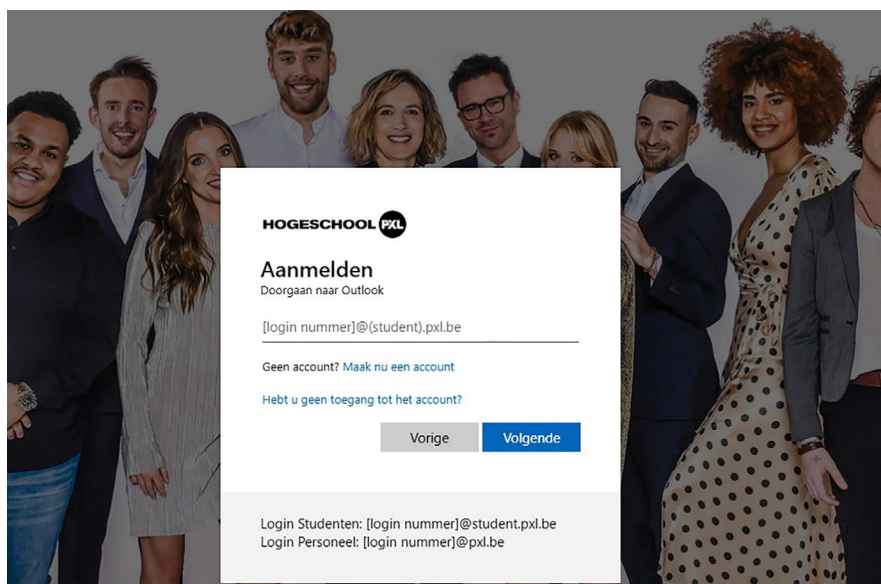 HOGESCHOOL PXL
Aanmelden
Doorgaan naar Outlook
[login nummer]@(student).pxl.be
Geen account? Maak nu een account
Hebt u geen toegang tot het account?
Vorige Volgende
Login Studenten: [login nummer]@student.pxl.be
Login Personeel: [login nummer]@pxl.be